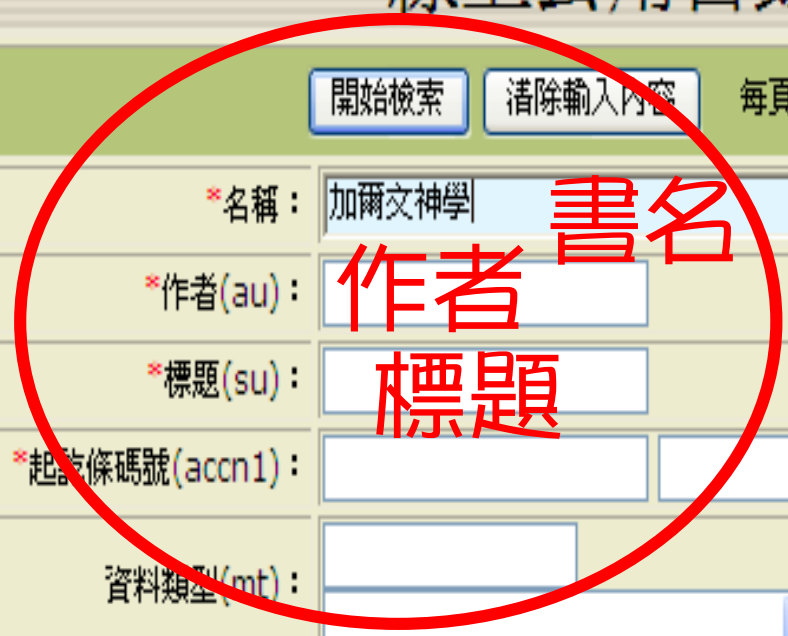 開始檢索 清除輸入內容 每頁
*名稱： 加爾文神學 書名
*作者(au)： 作者
*標題(su)： 標題
*起訖條碼號(accn1)：
資料類型(mt)：